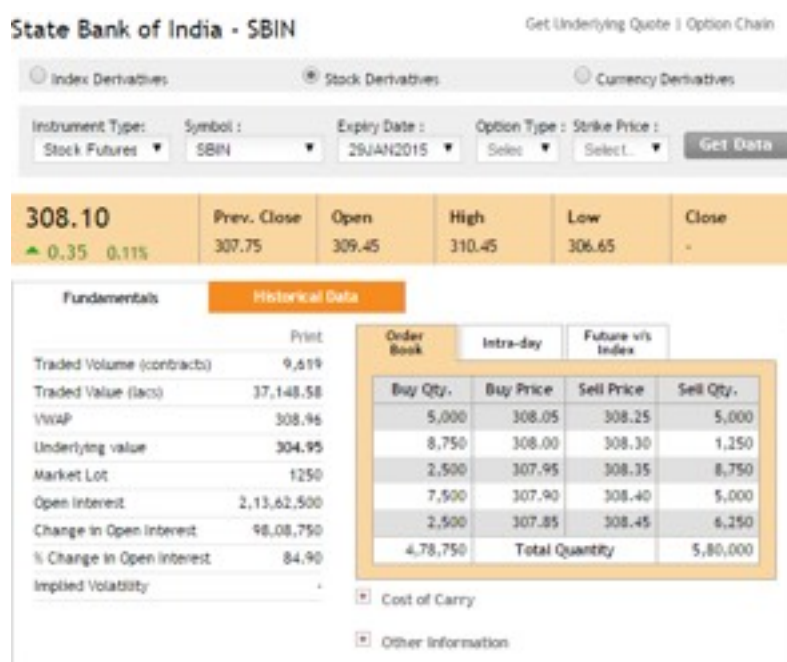 State Bank of India - SBIN
Get Underlying Quote | Option Chain
Index Derivatives Stock Derivatives Currency Derivatives
Instrument Type: Symbol : Expiry Date : Option Type : Strike Price :
Stock Futures SBIN 29JAN2015 Selec Select.. Get Data
308.10 Prev. Close Open High Low Close
0.35 0.11% 307.75 309.45 310.45 306.65 -
Fundamentals Historical Data
Print
Traded Volume (contracts) 9,619
Traded Value (lacs) 37,148.58
VWAP 308.96
Underlying value 304.95
Market Lot 1250
Open Interest 2,13,62,500
Change in Open Interest 98,08,750
% Change in Open Interest 84.90
Implied Volatility -
Order Book Intra-day Future v/s Index
Buy Qty. Buy Price Sell Price Sell Qty.
5,000 308.05 308.25 5,000
8,750 308.00 308.30 1,250
2,500 307.95 308.35 8,750
7,500 307.90 308.40 5,000
2,500 307.85 308.45 6,250
4,78,750 Total Quantity 5,80,000
Cost of Carry
Other Information